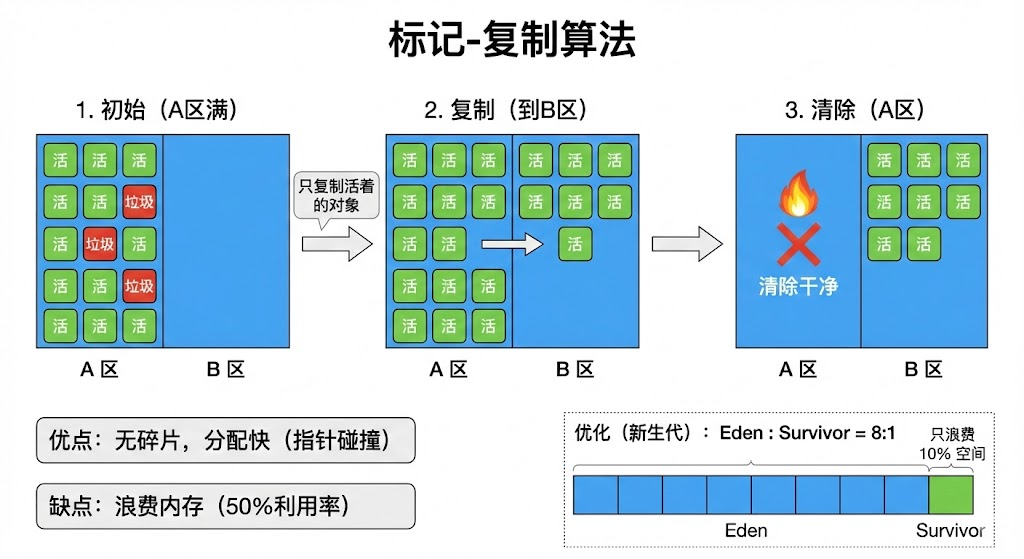 标记-复制算法
1. 初始（A区满）
活 活 活
活 活 垃圾
活 垃圾 活
活 活 垃圾
活 活 活
A 区
B 区
只复制活着
的对象
2. 复制（到B区）
活 活 活
活 活 活
活 活
活 活 活
活 活 活
活 活 活
活 活 活
活
A 区
B 区
3. 清除（A区）
清除干净
活 活 活
活 活 活
活 活
A 区
B 区
优点：无碎片，分配快（指针碰撞）
缺点：浪费内存（50%利用率）
优化（新生代）：Eden : Survivor = 8:1
只浪费
10% 空间
Eden
Survivor